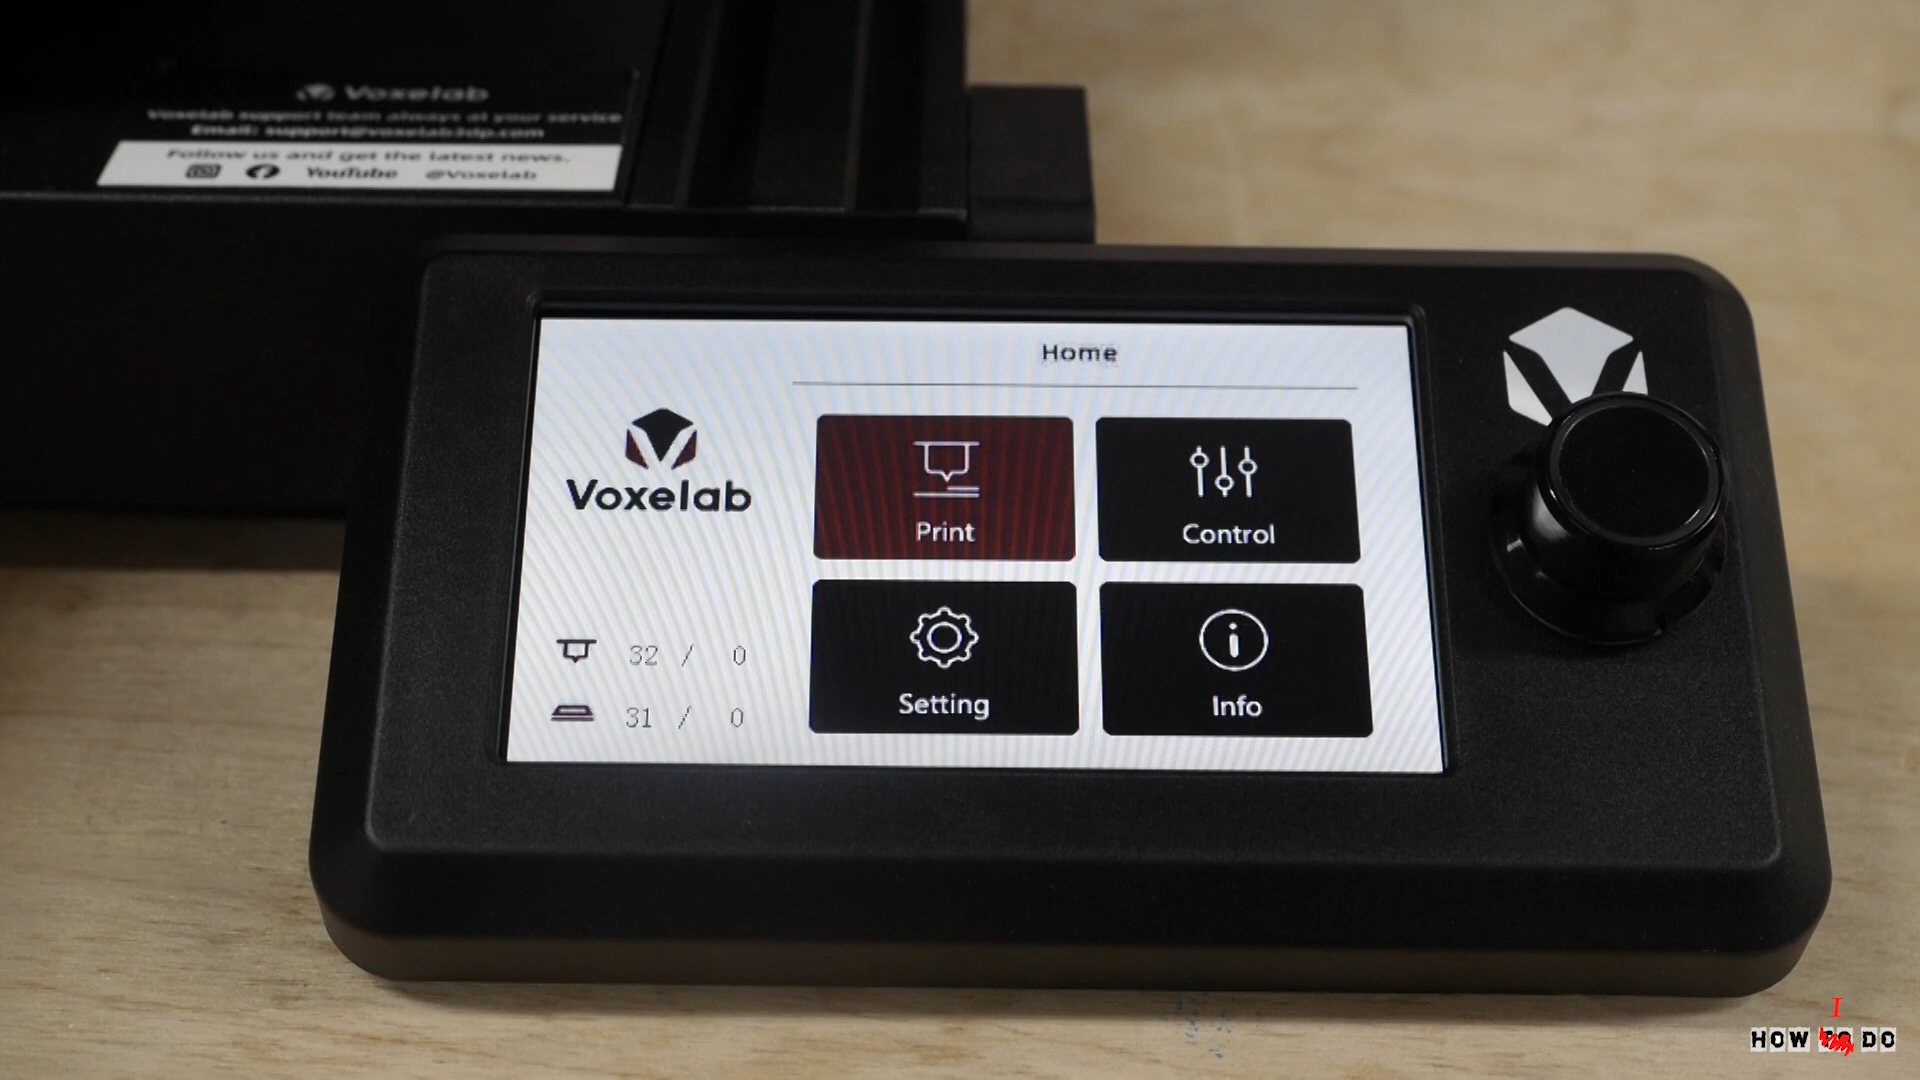 Voxelab
Voxelab support team always at your service
Email: support@voxelab3dp.com
Follow us and get the latest news.
YouTube @Voxelab
Home
Voxelab
Print
Control
32 / 0
31 / 0
Setting
Info
HOW I DO